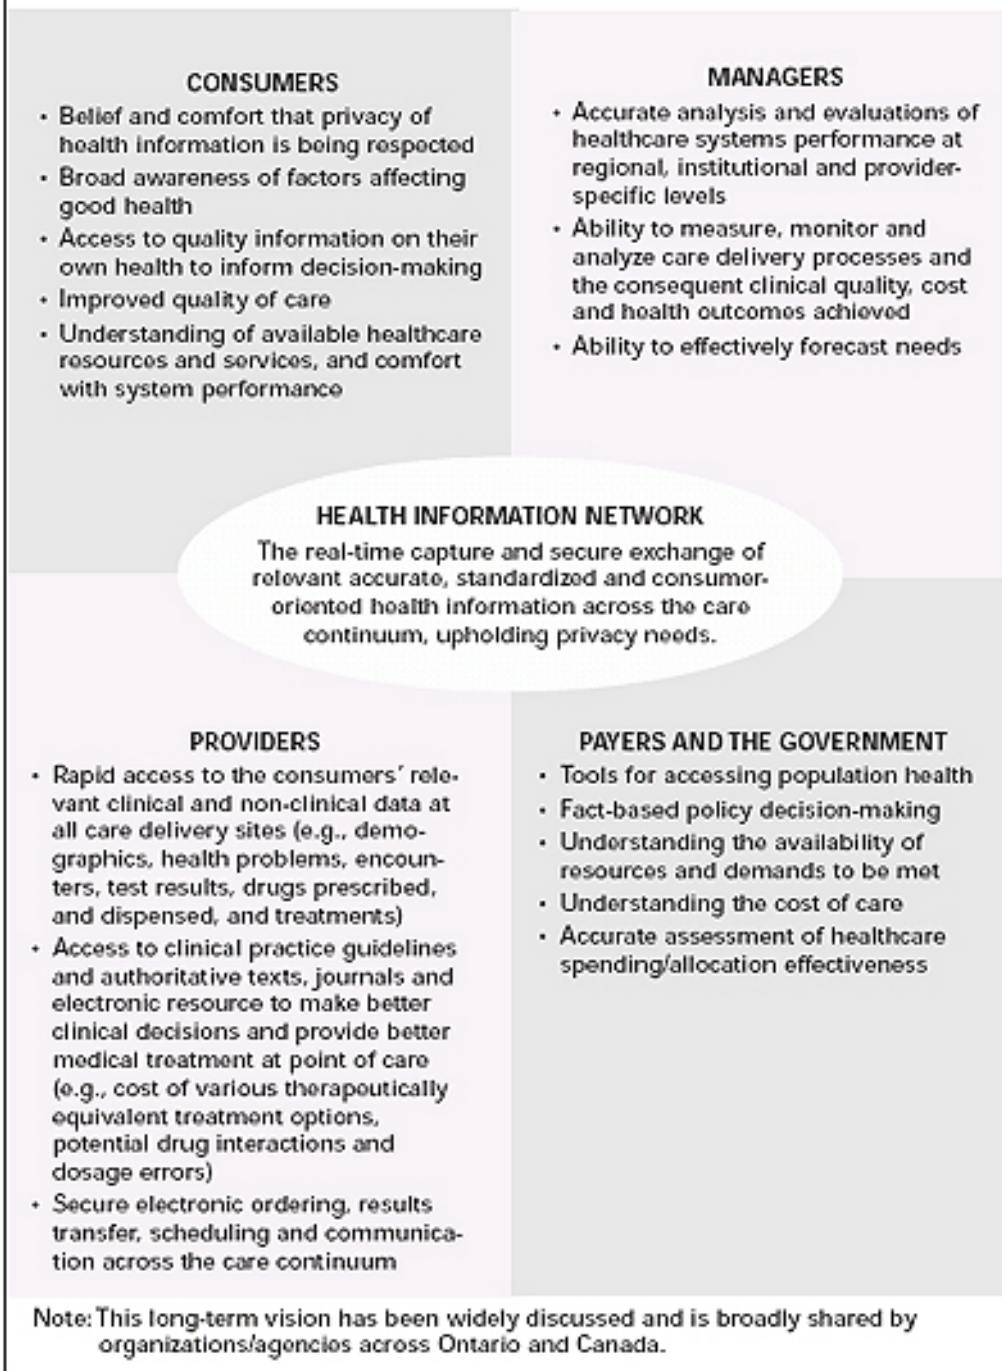 CONSUMERS
• Belief and comfort that privacy of
health information is being respected
• Broad awareness of factors affecting
good health
• Access to quality information on their
own health to inform decision-making
• Improved quality of care
• Understanding of available healthcare
resources and services, and comfort
with system performance
MANAGERS
• Accurate analysis and evaluations of
healthcare systems performance at
regional, institutional and provider-
specific levels
• Ability to measure, monitor and
analyze care delivery processes and
the consequent clinical quality, cost
and health outcomes achieved
• Ability to effectively forecast needs
HEALTH INFORMATION NETWORK
The real-time capture and secure exchange of
relevant accurate, standardized and consumer-
oriented health information across the care
continuum, upholding privacy needs.
PROVIDERS
• Rapid access to the consumers´ rele-
vant clinical and non-clinical data at
all care delivery sites (e.g., demo-
graphics, health problems, encoun-
ters, test results, drugs prescribed,
and dispensed, and treatments)
• Access to clinical practice guidelines
and authoritative texts, journals and
electronic resource to make better
clinical decisions and provide better
medical treatment at point of care
(e.g., cost of various therapeutically
equivalent treatment options,
potential drug interactions and
dosage errors)
• Secure electronic ordering, results
transfer, scheduling and communica-
tion across the care continuum
PAYERS AND THE GOVERNMENT
• Tools for accessing population health
• Fact-based policy decision-making
• Understanding the availability of
resources and demands to be met
• Understanding the cost of care
• Accurate assessment of healthcare
spending/allocation effectiveness
Note: This long-term vision has been widely discussed and is broadly shared by
organizations/agencies across Ontario and Canada.